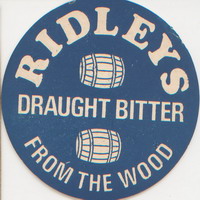 RIDLEYS
DRAUGHT BITTER
FROM THE WOOD